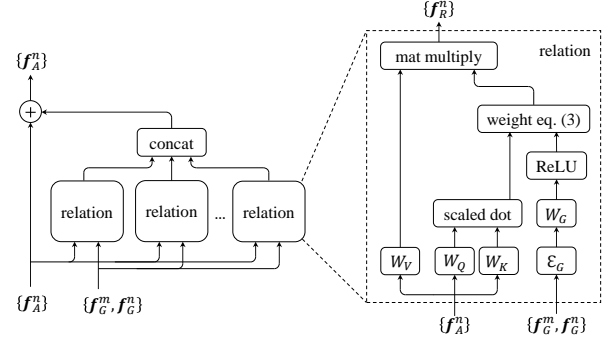 {f_A^n}
+
concat
relation
relation
...
relation
{f_A^n}
{f_G^m, f_G^n}
{f_R^n}
relation
mat multiply
weight eq. (3)
ReLU
scaled dot
W_G
W_V
W_Q
W_K
ℰ_G
{f_A^n}
{f_G^m, f_G^n}